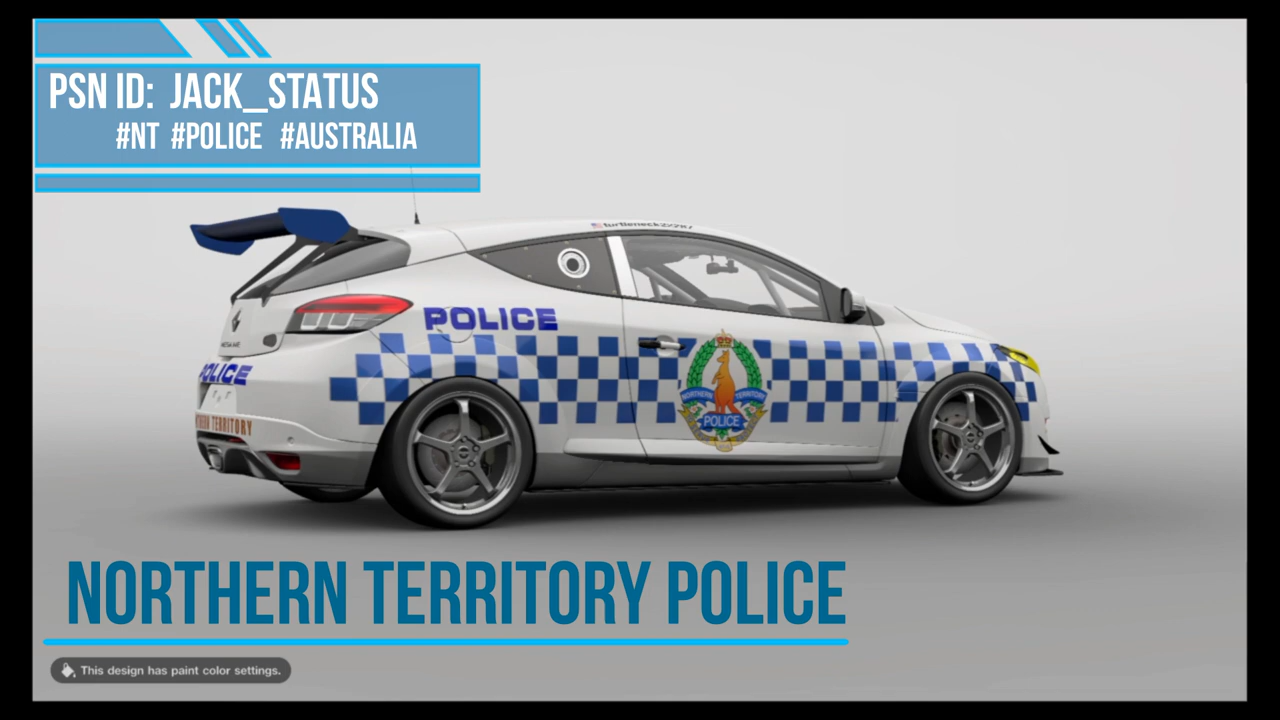 PSN ID: JACK_STATUS
#NT #POLICE #AUSTRALIA
POLICE
POLICE
NORTHERN TERRITORY
POLICE
TERRITORY
NORTHERN TERRITORY POLICE
This design has paint color settings.